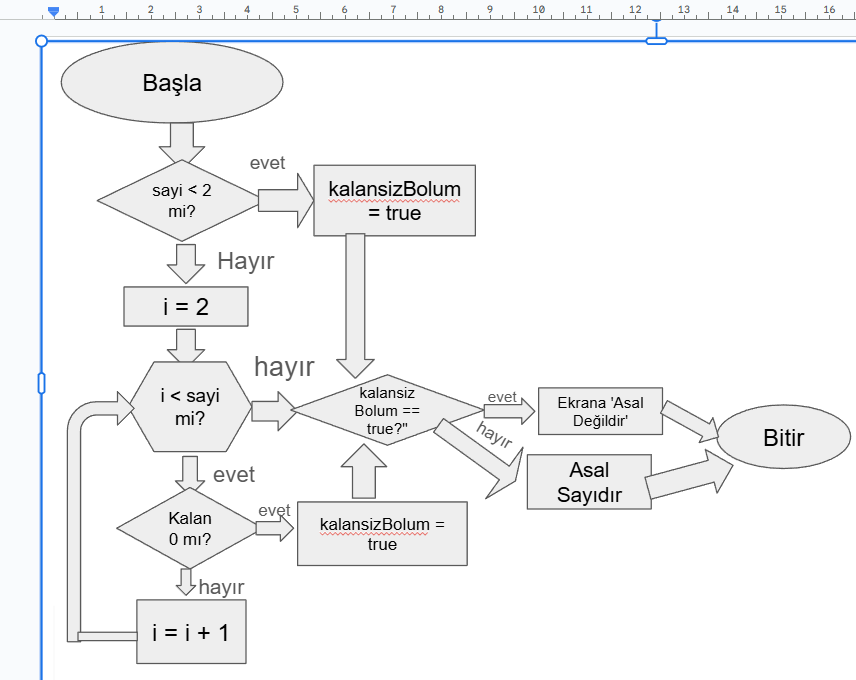 1 2 3 4 5 6 7 8 9 10 11 12 13 14 15 16
Başla
evet
sayi < 2
mi?
kalansizBolum
= true
Hayır
i = 2
hayır
i < sayi
mi?
kalansiz
Bolum ==
true?"
evet
Ekrana 'Asal
Değildir'
Bitir
hayır
Asal
Sayıdır
evet
Kalan
0 mı?
evet
kalansizBolum =
true
hayır
i = i + 1